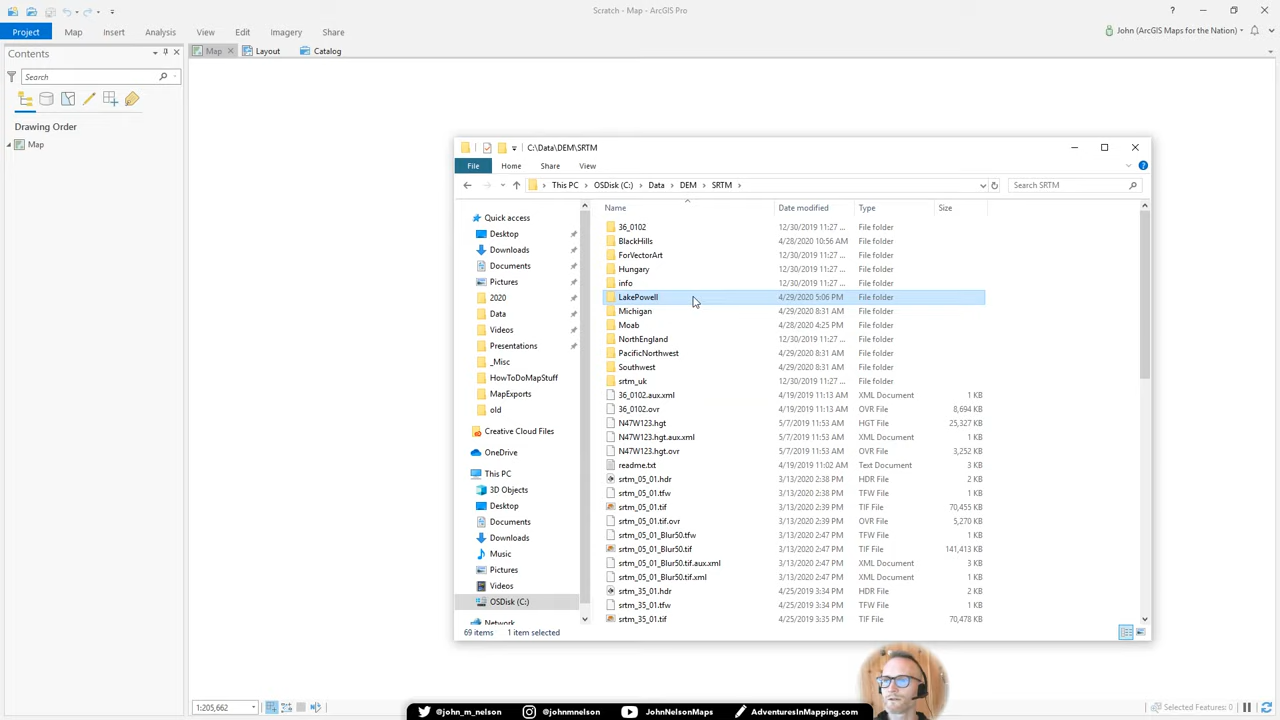 Scratch - Map - ArcGIS Pro
?
Project
Map
Insert
Analysis
View
Edit
Imagery
Share
John (ArcGIS Maps for the Nation)
Contents
Map
Layout
Catalog
Search
Drawing Order
Map
C:\Data\DEM\SRTM
File
Home
Share
View
This PC
OSDisk (C:)
Data
DEM
SRTM
Search SRTM
Name
Date modified
Type
Size
Quick access
Desktop
Downloads
Documents
Pictures
2020
Data
Videos
Presentations
_Misc
HowToDoMapStuff
MapExports
old
Creative Cloud Files
OneDrive
This PC
3D Objects
Desktop
Documents
Downloads
Music
Pictures
Videos
OSDisk (C:)
Network
36_0102 12/30/2019 11:27 ... File folder
BlackHills 4/28/2020 10:56 AM File folder
ForVectorArt 12/30/2019 11:27 ... File folder
Hungary 12/30/2019 11:27 ... File folder
info 12/30/2019 11:27 ... File folder
LakePowell 4/29/2020 5:06 PM File folder
Michigan 4/29/2020 8:31 AM File folder
Moab 4/28/2020 4:25 PM File folder
NorthEngland 12/30/2019 11:27 ... File folder
PacificNorthwest 4/29/2020 8:31 AM File folder
Southwest 4/29/2020 8:31 AM File folder
srtm_uk 12/30/2019 11:27 ... File folder
36_0102.aux.xml 4/19/2019 11:13 AM XML Document 1 KB
36_0102.ovr 4/19/2019 11:13 AM OVR File 8,694 KB
N47W123.hgt 5/7/2019 11:53 AM HGT File 25,327 KB
N47W123.hgt.aux.xml 5/7/2019 11:53 AM XML Document 1 KB
N47W123.hgt.ovr 5/7/2019 11:53 AM OVR File 3,252 KB
readme.txt 4/19/2019 11:02 AM Text Document 3 KB
srtm_05_01.hdr 3/13/2020 2:38 PM HDR File 2 KB
srtm_05_01.tfw 3/13/2020 2:38 PM TFW File 1 KB
srtm_05_01.tif 3/13/2020 2:39 PM TIF File 70,455 KB
srtm_05_01.tif.ovr 3/13/2020 2:39 PM OVR File 5,270 KB
srtm_05_01_Blur50.tfw 3/13/2020 2:47 PM TFW File 1 KB
srtm_05_01_Blur50.tif 3/13/2020 2:47 PM TIF File 141,413 KB
srtm_05_01_Blur50.tif.aux.xml 3/13/2020 2:47 PM XML Document 3 KB
srtm_05_01_Blur50.tif.xml 3/13/2020 2:47 PM XML Document 1 KB
srtm_35_01.hdr 4/25/2019 3:34 PM HDR File 2 KB
srtm_35_01.tfw 4/25/2019 3:34 PM TFW File 1 KB
srtm_35_01.tif 4/25/2019 3:35 PM TIF File 70,478 KB
69 items
1 item selected
1:205,662
Selected Features: 0
@john_m_nelson
@johnmnelson
JohnNelsonMaps
AdventuresInMapping.com